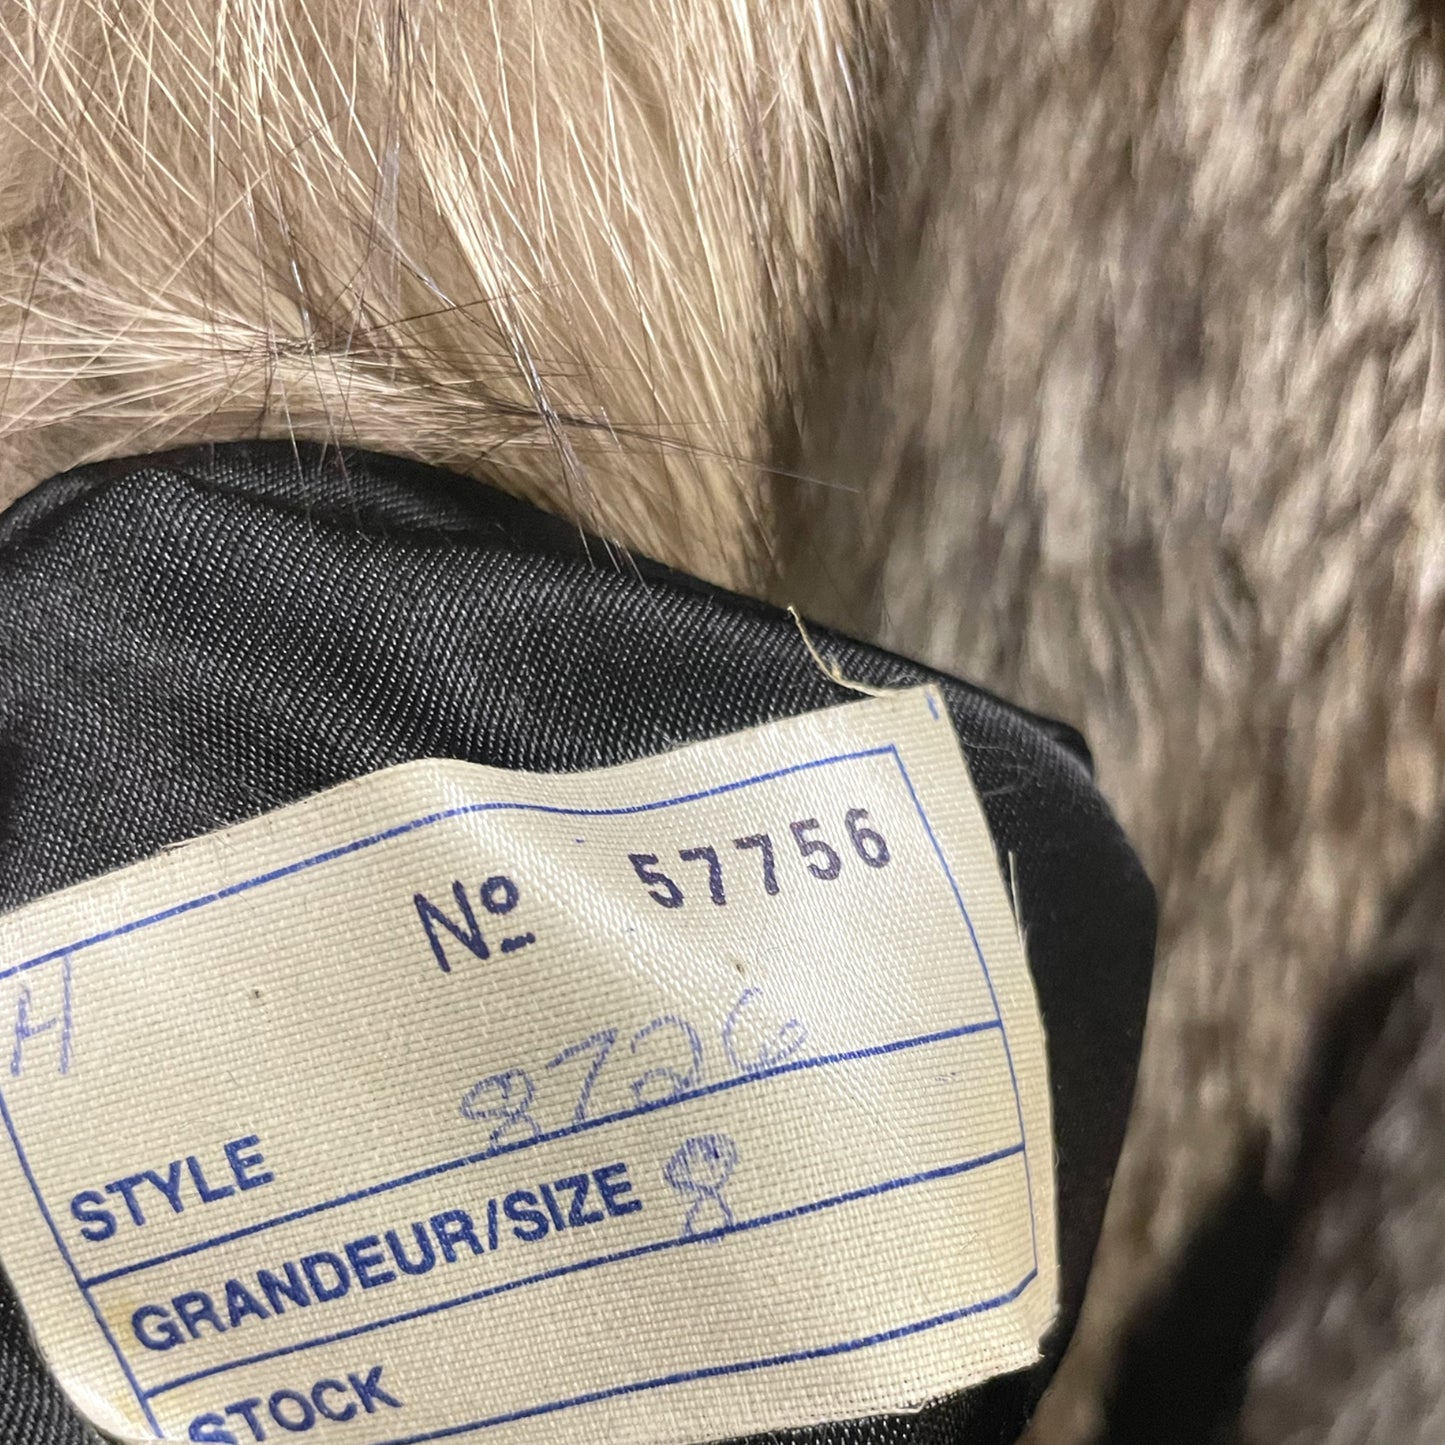 Nº 57756
H
STYLE 8726
GRANDEUR/SIZE 8
STOCK